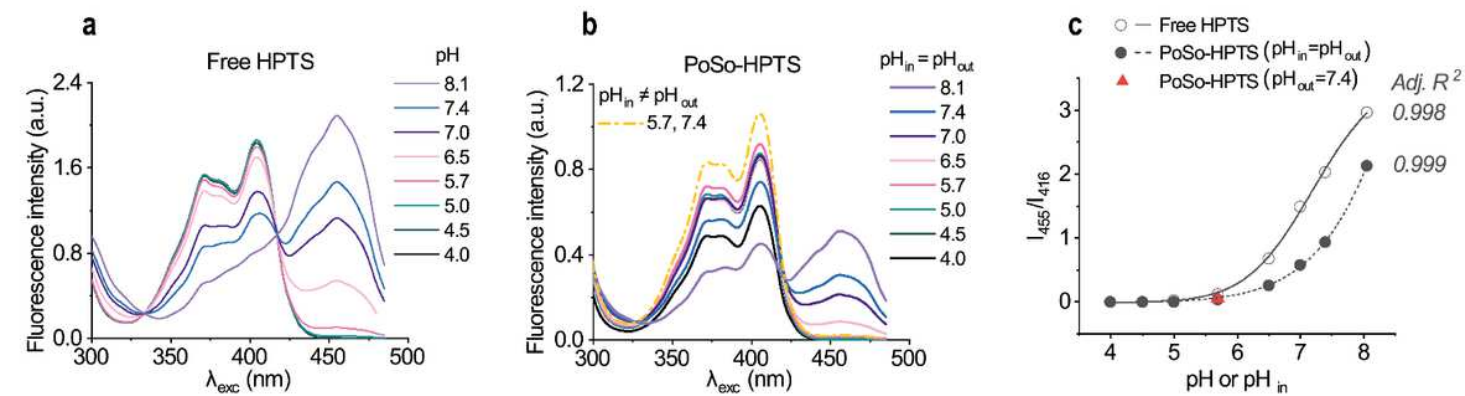 a
Free HPTS
pH
8.1
7.4
7.0
6.5
5.7
5.0
4.5
4.0
Fluorescence intensity (a.u.)
2.4
1.6
0.8
0.0
300
350
400
450
500
λexc (nm)
b
PoSo-HPTS
pHin = pHout
8.1
7.4
7.0
6.5
5.7
5.0
4.5
4.0
pHin ≠ pHout
5.7, 7.4
Fluorescence intensity (a.u.)
1.2
0.8
0.4
0.0
300
350
400
450
500
λexc (nm)
c
Free HPTS
PoSo-HPTS (pHin=pHout)
PoSo-HPTS (pHout=7.4)
Adj. R 2
0.998
0.999
I455/I416
3
2
1
0
4
5
6
7
8
pH or pH in